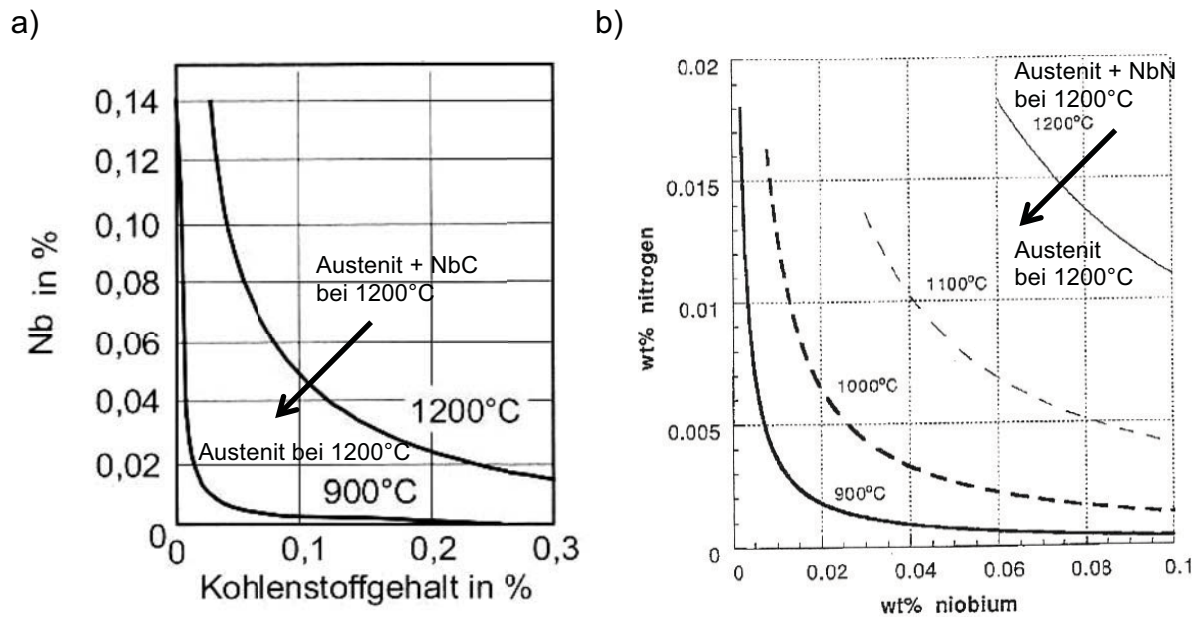 a)
0,14
0,12
0,10
0,08
0,06
0,04
0,02
0
Nb in %
Austenit + NbC
bei 1200°C
1200°C
Austenit bei 1200°C
900°C
0
0,1
0,2
0,3
Kohlenstoffgehalt in %
b)
0.02
0.015
0.01
0.005
0
wt% nitrogen
Austenit + NbN
bei 1200°C
1200°C
Austenit
bei 1200°C
1100°C
1000°C
900°C
0
0.02
0.04
0.06
0.08
0.1
wt% niobium